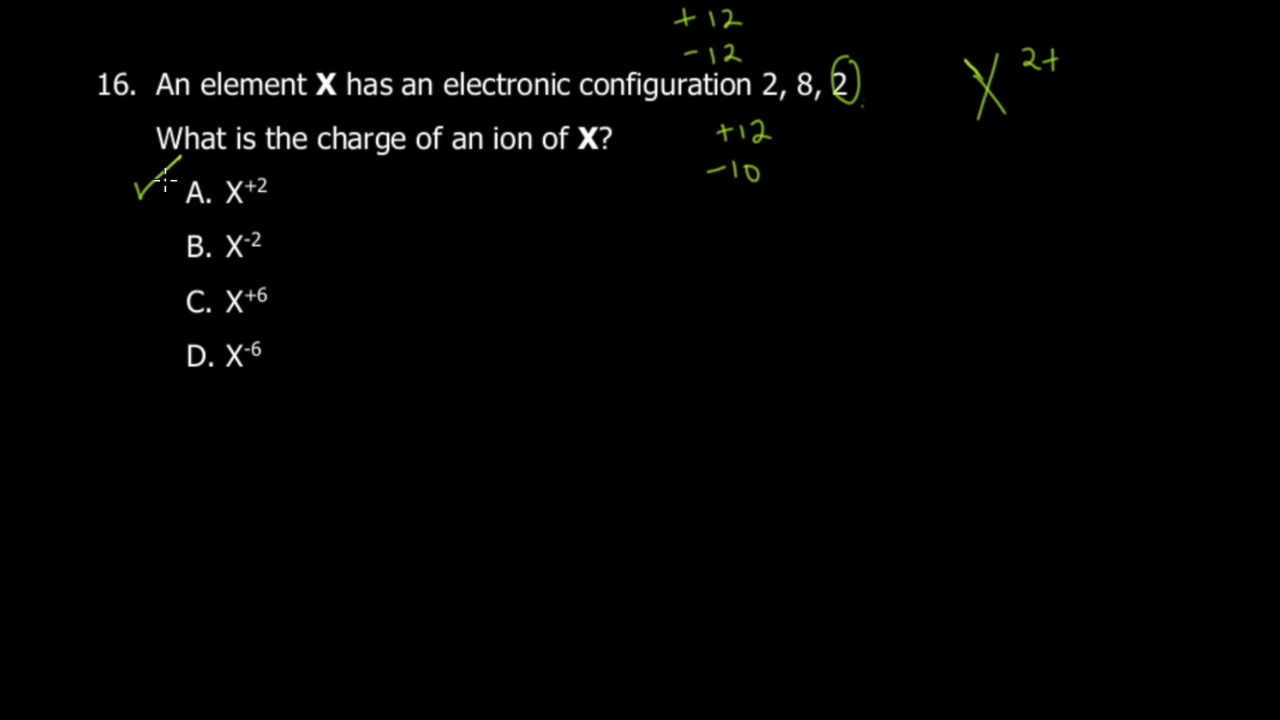 +12
-12
16. An element X has an electronic configuration 2, 8, 2
X 2+
What is the charge of an ion of X?
+12
-10
A. X+2
B. X-2
C. X+6
D. X-6